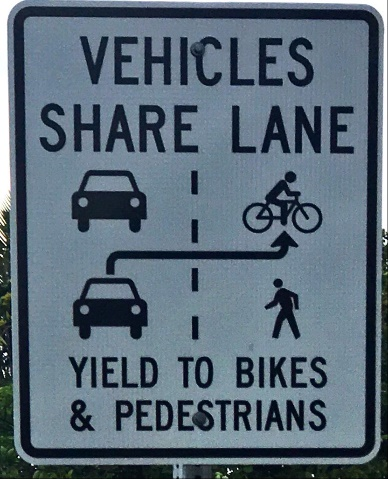 VEHICLES
SHARE LANE
YIELD TO BIKES
& PEDESTRIANS